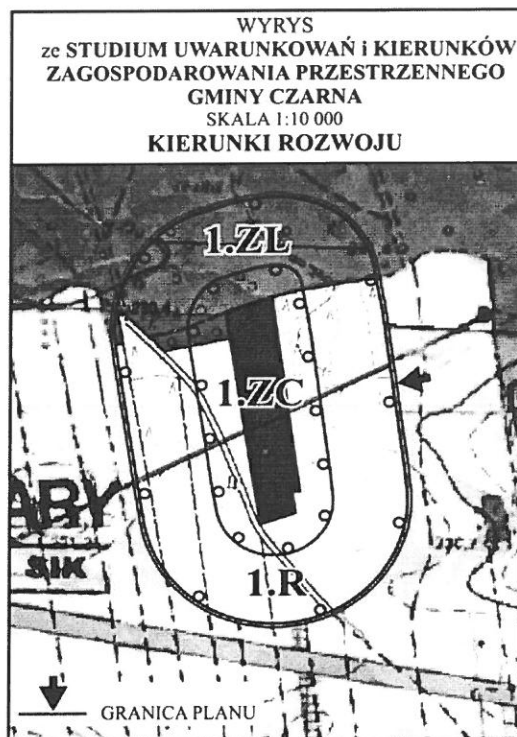 WYRYS
ze STUDIUM UWARUNKOWAŃ i KIERUNKÓW
ZAGOSPODAROWANIA PRZESTRZENNEGO
GMINY CZARNA
SKALA 1:10 000
KIERUNKI ROZWOJU
1.ZL
1.ZC
ARY
SIK
1.R
GRANICA PLANU